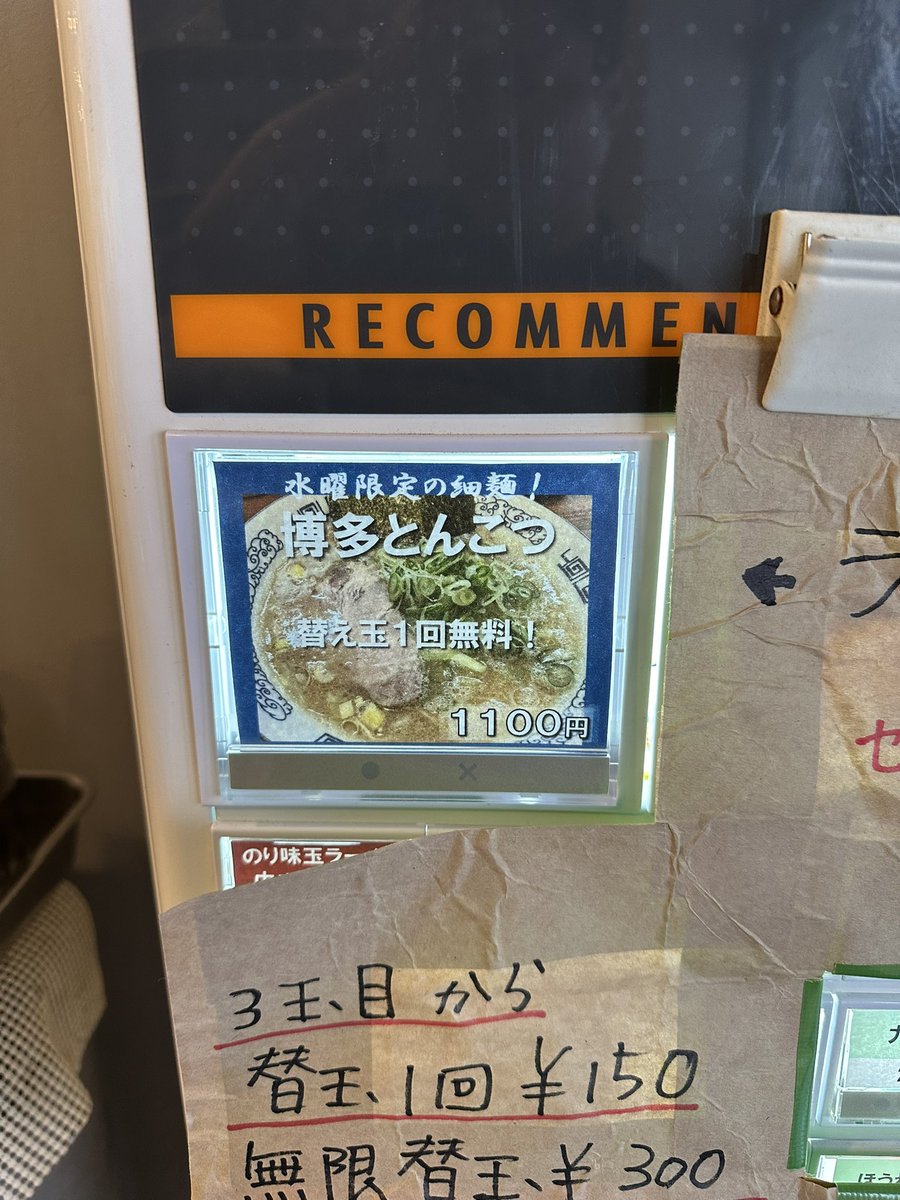 RECOMMEN
水曜限定の細麺！
博多とんこつ
替え玉1回無料！
1100円
のり味玉ラー
3玉目から
替玉1回¥150
無限替玉¥300